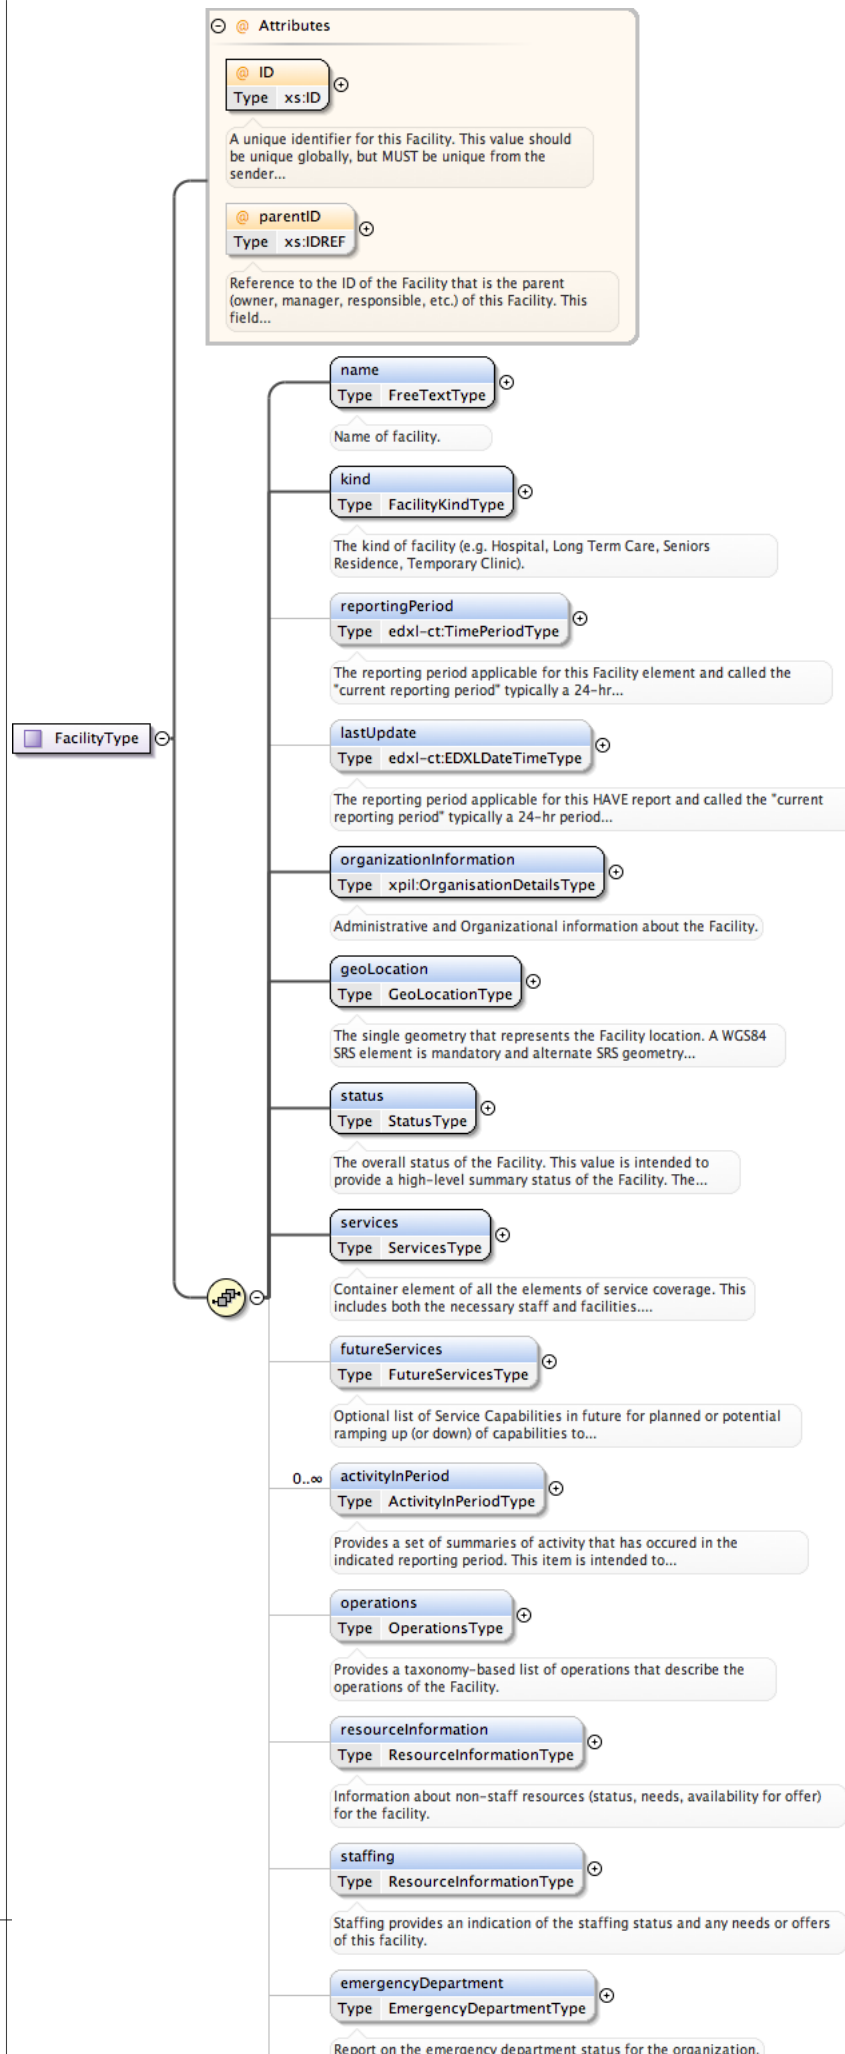 Attributes
@ ID
Type xs:ID
A unique identifier for this Facility. This value should
be unique globally, but MUST be unique from the
sender...
@ parentID
Type xs:IDREF
Reference to the ID of the Facility that is the parent
(owner, manager, responsible, etc.) of this Facility. This
field...
name
Type FreeTextType
Name of facility.
kind
Type FacilityKindType
The kind of facility (e.g. Hospital, Long Term Care, Seniors
Residence, Temporary Clinic).
reportingPeriod
Type edxl-ct:TimePeriodType
The reporting period applicable for this Facility element and called the
"current reporting period" typically a 24-hr...
FacilityType
lastUpdate
Type edxl-ct:EDXLDateTimeType
The reporting period applicable for this HAVE report and called the "current
reporting period" typically a 24-hr period...
organizationInformation
Type xpil:OrganisationDetailsType
Administrative and Organizational information about the Facility.
geoLocation
Type GeoLocationType
The single geometry that represents the Facility location. A WGS84
SRS element is mandatory and alternate SRS geometry...
status
Type StatusType
The overall status of the Facility. This value is intended to
provide a high-level summary status of the Facility. The...
services
Type ServicesType
Container element of all the elements of service coverage. This
includes both the necessary staff and facilities....
futureServices
Type FutureServicesType
Optional list of Service Capabilities in future for planned or potential
ramping up (or down) of capabilities to...
0..∞ activityInPeriod
Type ActivityInPeriodType
Provides a set of summaries of activity that has occured in the
indicated reporting period. This item is intended to...
operations
Type OperationsType
Provides a taxonomy-based list of operations that describe the
operations of the Facility.
resourceInformation
Type ResourceInformationType
Information about non-staff resources (status, needs, availability for offer)
for the facility.
staffing
Type ResourceInformationType
Staffing provides an indication of the staffing status and any needs or offers
of this facility.
emergencyDepartment
Type EmergencyDepartmentType
Report on the emergency department status for the organization.